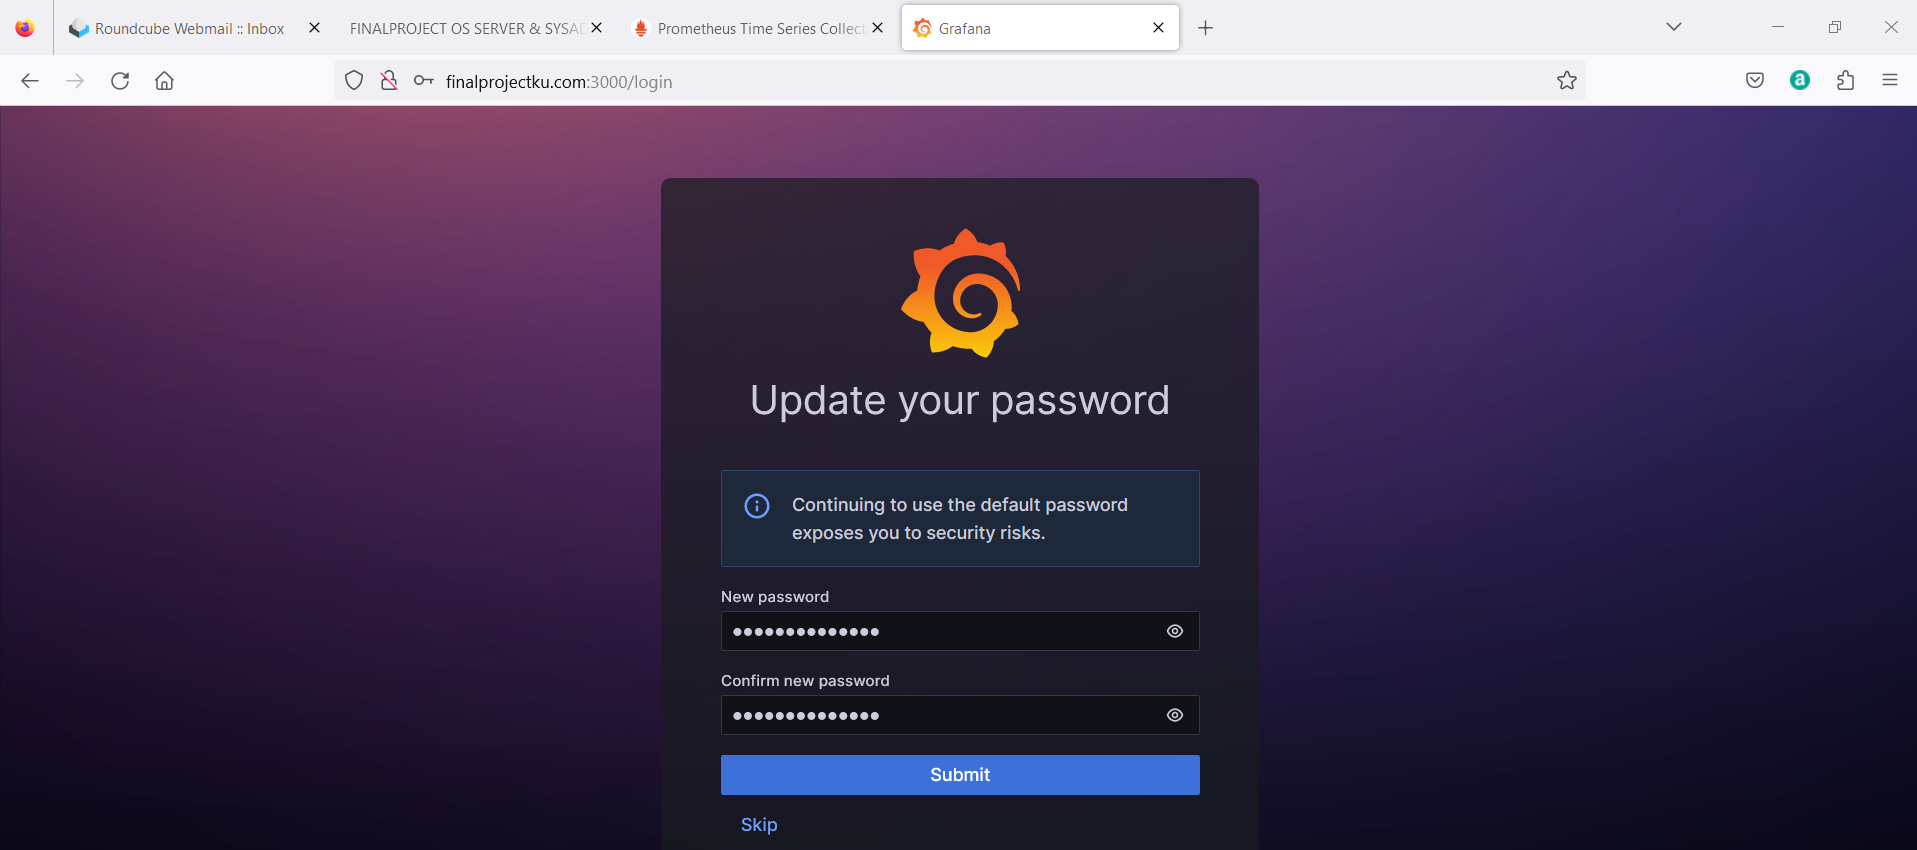 Roundcube Webmail :: Inbox
FINALPROJECT OS SERVER & SYSAD
Prometheus Time Series Collect
Grafana
finalprojectku.com:3000/login
Update your password
Continuing to use the default password
exposes you to security risks.
New password
Confirm new password
Submit
Skip